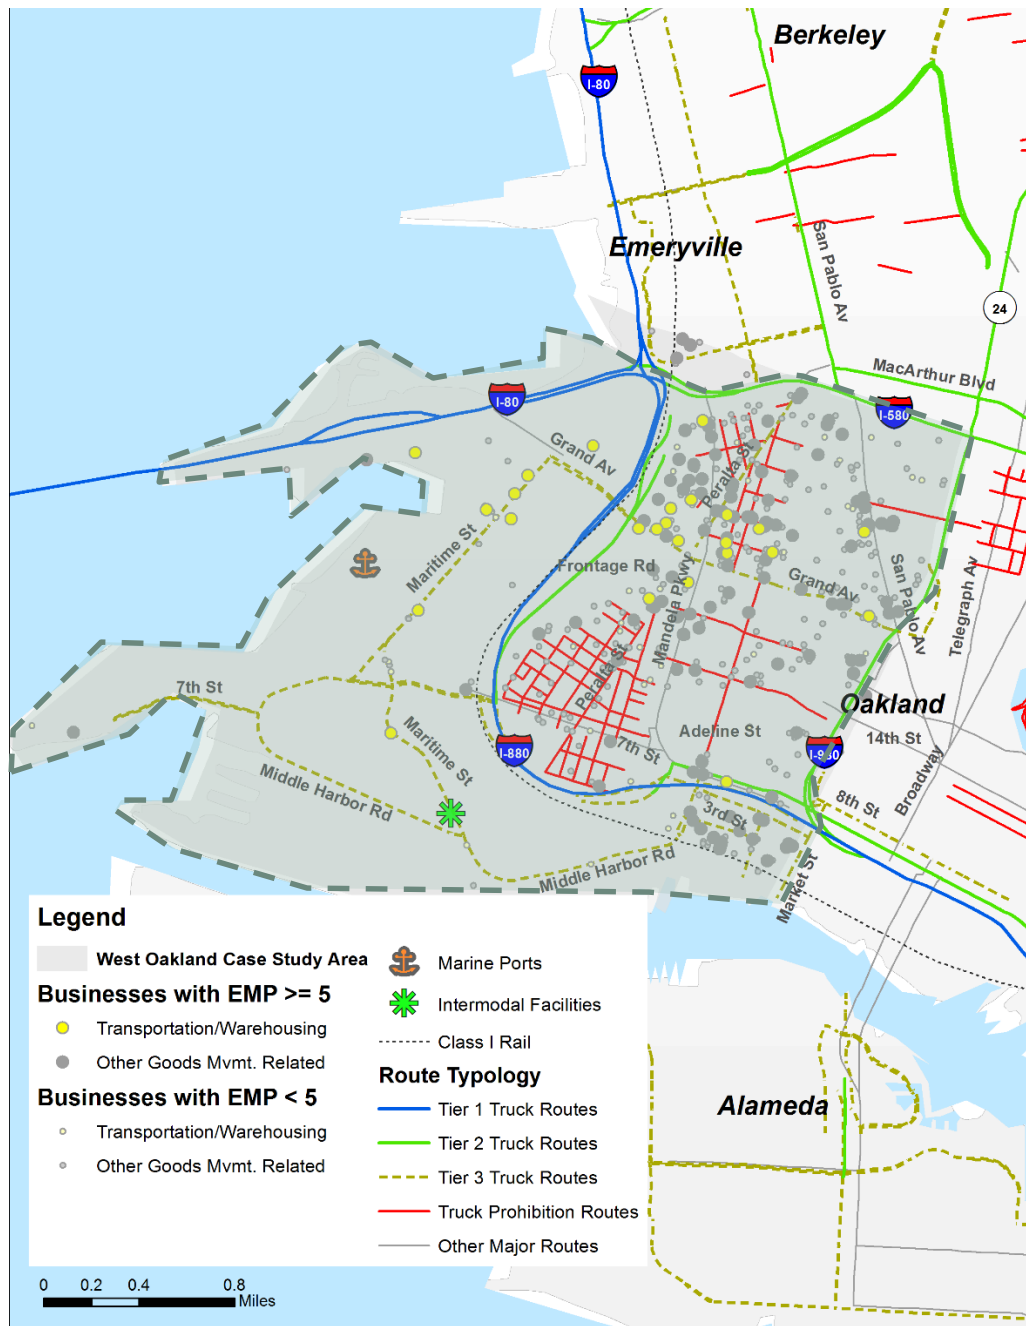 Berkeley
I-80
Emeryville
San Pablo Av
24
MacArthur Blvd
I-80
I-580
Grand Av
Peralta St
Maritime St
Frontage Rd
Mandela Pkwy
Grand Av
San Pablo Av
Telegraph Av
Peralta St
7th St
Oakland
Maritime St
I-880
7th St
Adeline St
14th St
Middle Harbor Rd
3rd St
8th St
Broadway
Middle Harbor Rd
Market St
Legend
West Oakland Case Study Area
Businesses with EMP >= 5
Transportation/Warehousing
Other Goods Mvmt. Related
Businesses with EMP < 5
Transportation/Warehousing
Other Goods Mvmt. Related
Marine Ports
Intermodal Facilities
Class I Rail
Route Typology
Tier 1 Truck Routes
Tier 2 Truck Routes
Tier 3 Truck Routes
Truck Prohibition Routes
Other Major Routes
Alameda
0 0.2 0.4 0.8
Miles